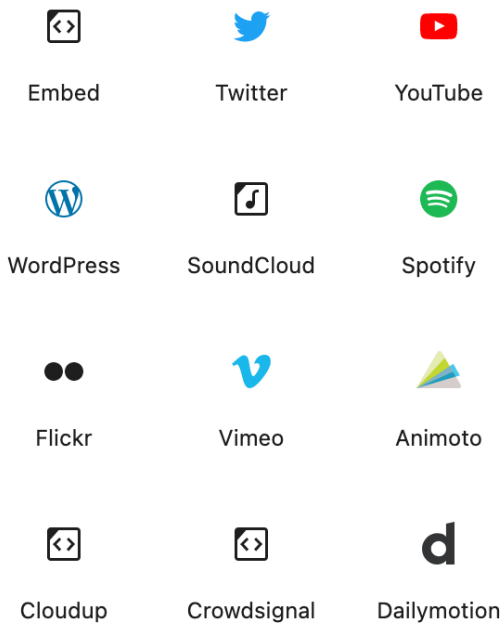 Embed Twitter YouTube
WordPress SoundCloud Spotify
Flickr Vimeo Animoto
Cloudup Crowdsignal Dailymotion